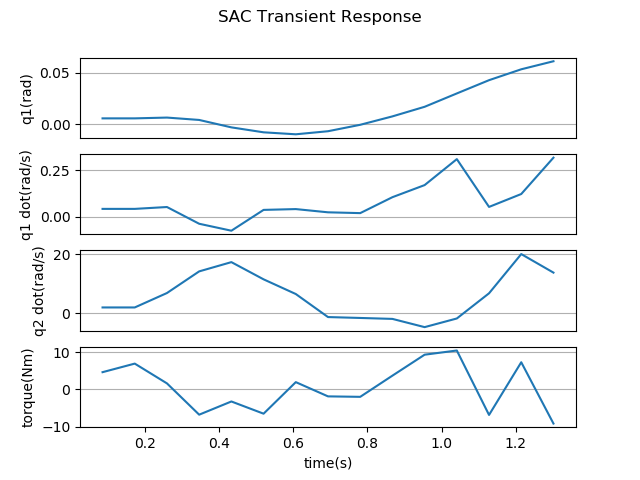 SAC Transient Response
q1(rad)
0.05
0.00
q1 dot(rad/s)
0.25
0.00
q2 dot(rad/s)
20
0
torque(Nm)
10
0
−10
0.2 0.4 0.6 0.8 1.0 1.2
time(s)